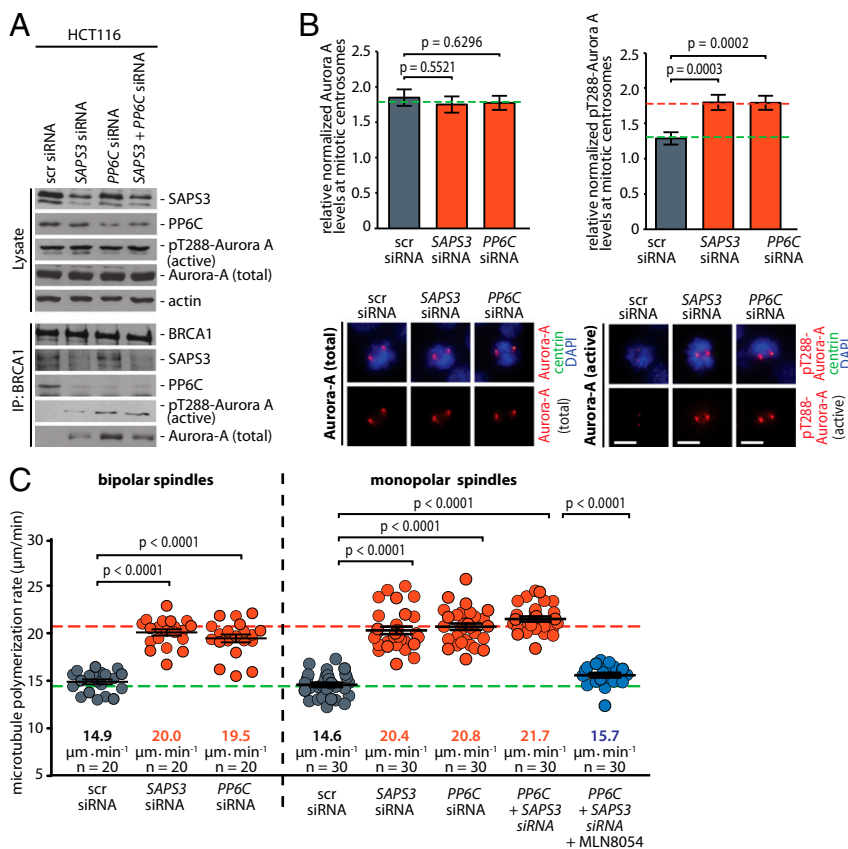 A
HCT116
scr siRNA
SAPS3 siRNA
PP6C siRNA
SAPS3 + PP6C siRNA
Lysate
- SAPS3
- PP6C
- pT288-Aurora A
(active)
- Aurora-A (total)
- actin
IP: BRCA1
- BRCA1
- SAPS3
- PP6C
- pT288-Aurora A
(active)
- Aurora-A (total)
B
relative normalized Aurora A
levels at mitotic centrosomes
p = 0.6296
p = 0.5521
2.5
2.0
1.5
1
0.5
0
scr
siRNA
SAPS3
siRNA
PP6C
siRNA
relative normalized pT288-Aurora A
levels at mitotic centrosomes
p = 0.0002
p = 0.0003
2.5
2.0
1.5
1
0.5
0
scr
siRNA
SAPS3
siRNA
PP6C
siRNA
Aurora-A (total)
scr
siRNA
SAPS3
siRNA
PP6C
siRNA
Aurora-A
centrin
DAPI
Aurora-A
(total)
Aurora-A (active)
scr
siRNA
SAPS3
siRNA
PP6C
siRNA
pT288-
Aurora-A
centrin
DAPI
pT288-
Aurora-A
(active)
C
bipolar spindles
monopolar spindles
microtubule polymerization rate (µm/min)
30
25
20
15
10
5
p < 0.0001
p < 0.0001
p < 0.0001
p < 0.0001
p < 0.0001
p < 0.0001
14.9
µm·min⁻¹
n = 20
20.0
µm·min⁻¹
n = 20
19.5
µm·min⁻¹
n = 20
14.6
µm·min⁻¹
n = 30
20.4
µm·min⁻¹
n = 30
20.8
µm·min⁻¹
n = 30
21.7
µm·min⁻¹
n = 30
15.7
µm·min⁻¹
n = 30
scr
siRNA
SAPS3
siRNA
PP6C
siRNA
scr
siRNA
SAPS3
siRNA
PP6C
siRNA
PP6C
+ SAPS3
siRNA
PP6C
+ SAPS3
siRNA
+ MLN8054